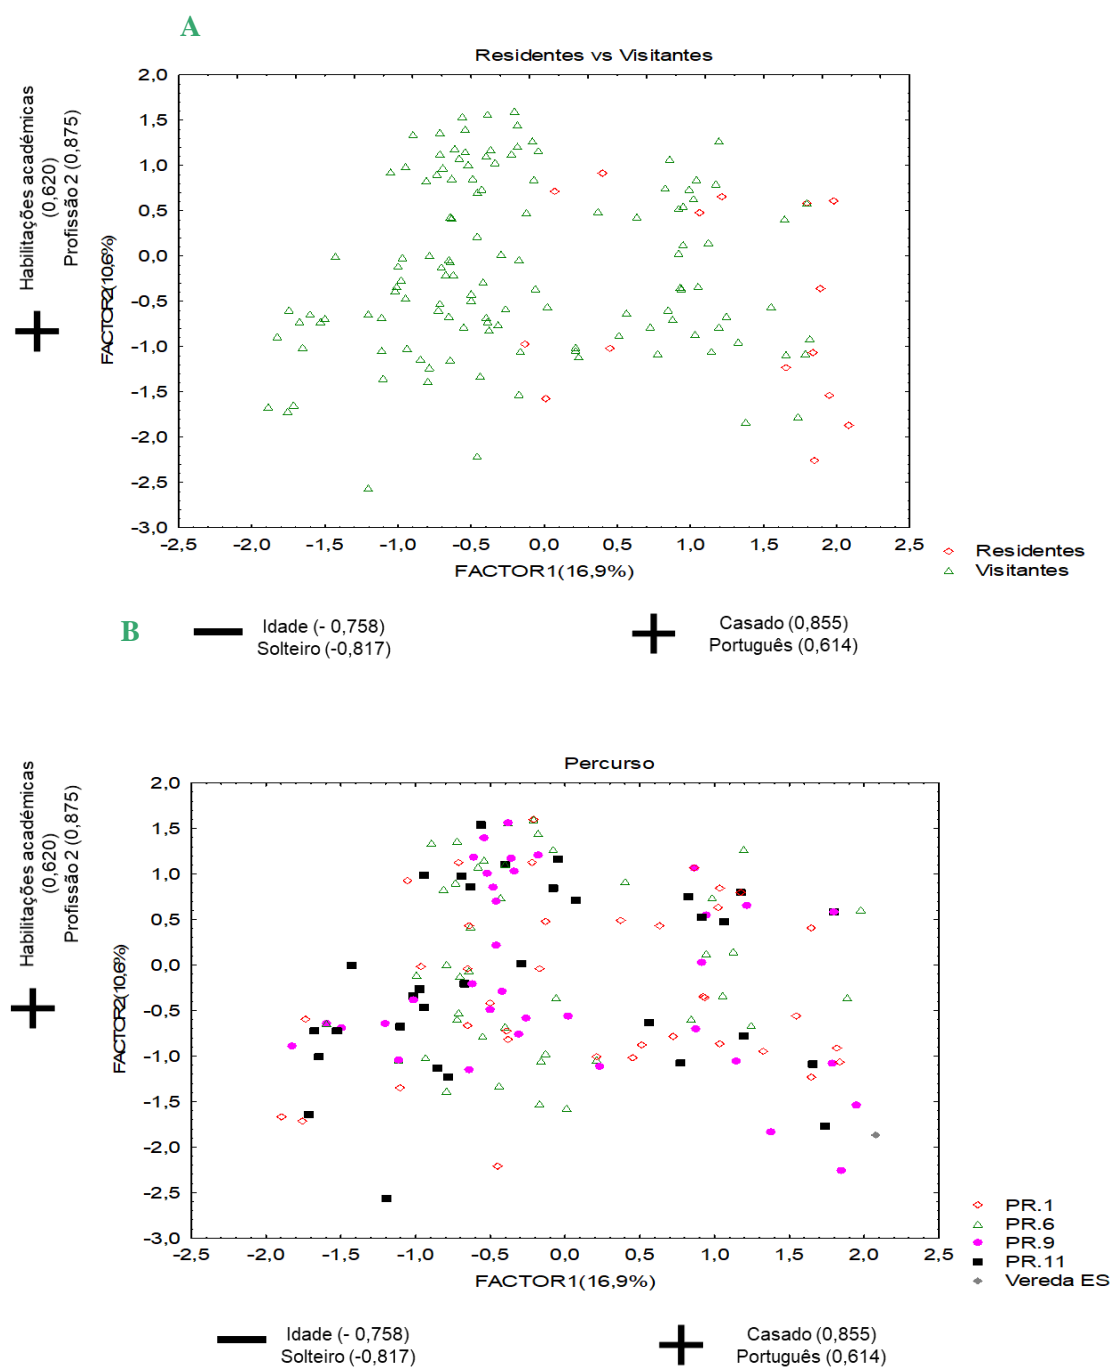 A
Residentes vs Visitantes
Habilitações académicas
(0,620)
Profissão 2 (0,875)
FACTOR2(10,6%)
2,0
1,5
1,0
0,5
0,0
-0,5
-1,0
-1,5
-2,0
-2,5
-3,0
-2,5 -2,0 -1,5 -1,0 -0,5 0,0 0,5 1,0 1,5 2,0 2,5
FACTOR1(16,9%)
Residentes
Visitantes
B
Idade (- 0,758)
Solteiro (-0,817)
Casado (0,855)
Português (0,614)
Percurso
Habilitações académicas
(0,620)
Profissão 2 (0,875)
FACTOR2(10,6%)
2,0
1,5
1,0
0,5
0,0
-0,5
-1,0
-1,5
-2,0
-2,5
-3,0
-2,5 -2,0 -1,5 -1,0 -0,5 0,0 0,5 1,0 1,5 2,0 2,5
FACTOR1(16,9%)
PR.1
PR.6
PR.9
PR.11
Vereda ES
Idade (- 0,758)
Solteiro (-0,817)
Casado (0,855)
Português (0,614)